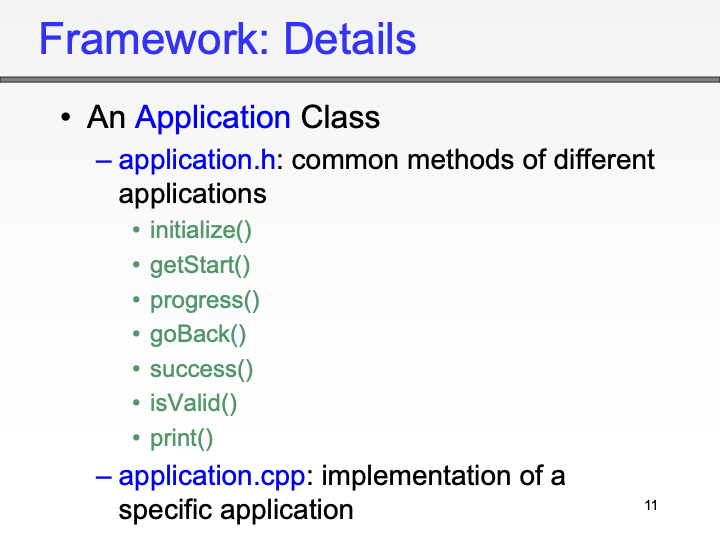 Framework: Details
• An Application Class
– application.h: common methods of different
applications
• initialize()
• getStart()
• progress()
• goBack()
• success()
• isValid()
• print()
– application.cpp: implementation of a
specific application
11